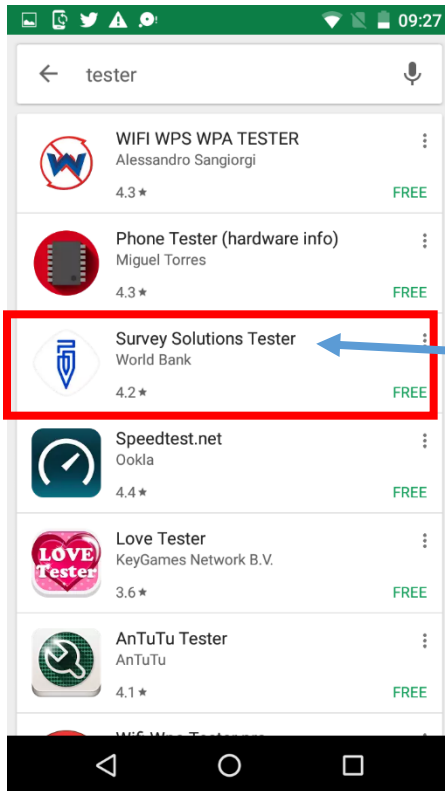 09:27
tester
WIFI WPS WPA TESTER
Alessandro Sangiorgi
4.3★
FREE
Phone Tester (hardware info)
Miguel Torres
4.3★
FREE
Survey Solutions Tester
World Bank
4.2★
FREE
Speedtest.net
Ookla
4.4★
FREE
LOVE
Tester
Love Tester
KeyGames Network B.V.
3.6★
FREE
AnTuTu Tester
AnTuTu
4.1★
FREE